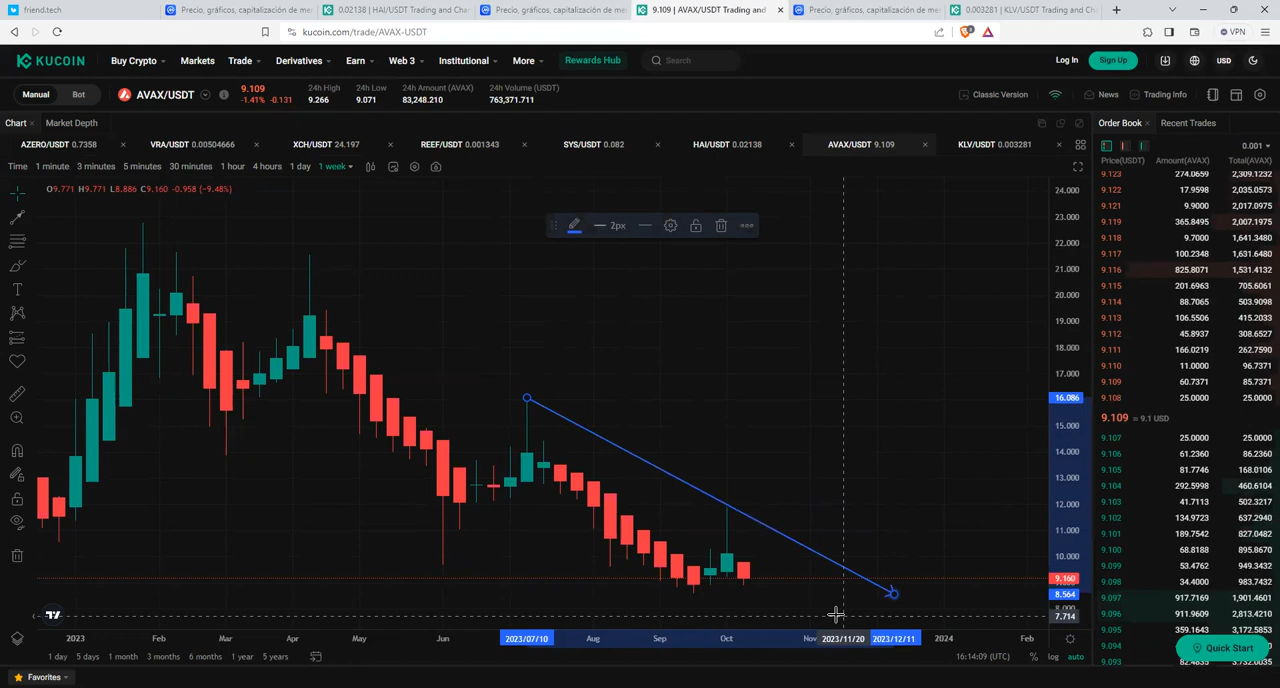 friend.tech
Precio, gráficos, capitalización de me
0.02138 | HAI/USDT Trading and Cha
Precio, gráficos, capitalización de me
9.109 | AVAX/USDT Trading and
Precio, gráficos, capitalización de me
0.003281 | KLV/USDT Trading and C
kucoin.com/trade/AVAX-USDT
VPN
KUCOIN Buy Crypto Markets Trade Derivatives Earn Web 3 Institutional More Rewards Hub Search Log In Sign Up USD
Manual Bot AVAX/USDT 9.109 -1.41% -0.131
24h High 9.266
24h Low 9.071
24h Amount (AVAX) 83,248.210
24h Volume (USDT) 763,371.711
Classic Version News Trading Info
Chart Market Depth
Order Book Recent Trades
AZERO/USDT 0.7358 VRA/USDT 0.00504666 XCH/USDT 24.197 REEF/USDT 0.001343 SYS/USDT 0.082 HAI/USDT 0.02138 AVAX/USDT 9.109 KLV/USDT 0.003281
0.001
Time 1 minute 3 minutes 5 minutes 30 minutes 1 hour 4 hours 1 day 1 week
O9.771 H9.771 L8.886 C9.160 -0.958 (-9.48%)
2px
24.000
23.000
22.000
21.000
20.000
19.000
18.000
17.000
16.086
15.000
14.000
13.000
12.000
11.000
10.000
9.160
8.564
8.000
7.714
Price(USDT) Amount(AVAX) Total(AVAX)
9.123 274.0659 2,309.1232
9.122 17.9598 2,035.0573
9.121 9.9000 2,017.0975
9.119 365.8495 2,007.1975
9.118 9.7000 1,641.3480
9.117 100.2348 1,631.6480
9.116 825.8071 1,531.4132
9.115 201.6963 705.6061
9.114 88.7065 503.9098
9.113 106.5506 415.2033
9.112 45.8937 308.6527
9.111 166.0219 262.7590
9.110 11.0000 96.7371
9.109 60.7371 85.7371
9.108 25.0000 25.0000
9.109 ≈ 9.1 USD
9.107 25.0000 25.0000
9.106 61.2360 86.2360
9.105 81.7746 168.0106
9.104 292.5998 460.6104
9.103 41.7113 502.3217
9.102 134.9723 637.2940
9.101 189.7542 827.0482
9.100 68.8188 895.8670
9.099 53.4762 949.3432
9.098 34.4000 983.7432
9.097 917.7169 1,901.4601
9.096 911.9609 2,813.4210
9.095 359.1643 3,172.5853
9.094
9.093 82.4835
Quick Start
2023 Feb Mar Apr May Jun 2023/07/10 Aug Sep Oct Nov 2023/11/20 2023/12/11 2024 Feb
1 day 5 days 1 month 3 months 6 months 1 year 5 years
16:14:09 (UTC) % log auto
Favorites